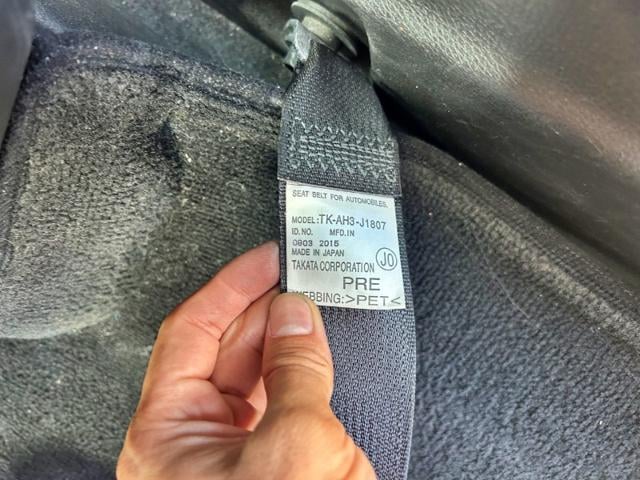 SEAT BELT FOR AUTOMOBILES.
MODEL:TK-AH3-J1807
ID.NO. MFD.IN
0903 2015
MADE IN JAPAN
TAKATA CORPORATION JO
PRE
WEBBING:>PET<